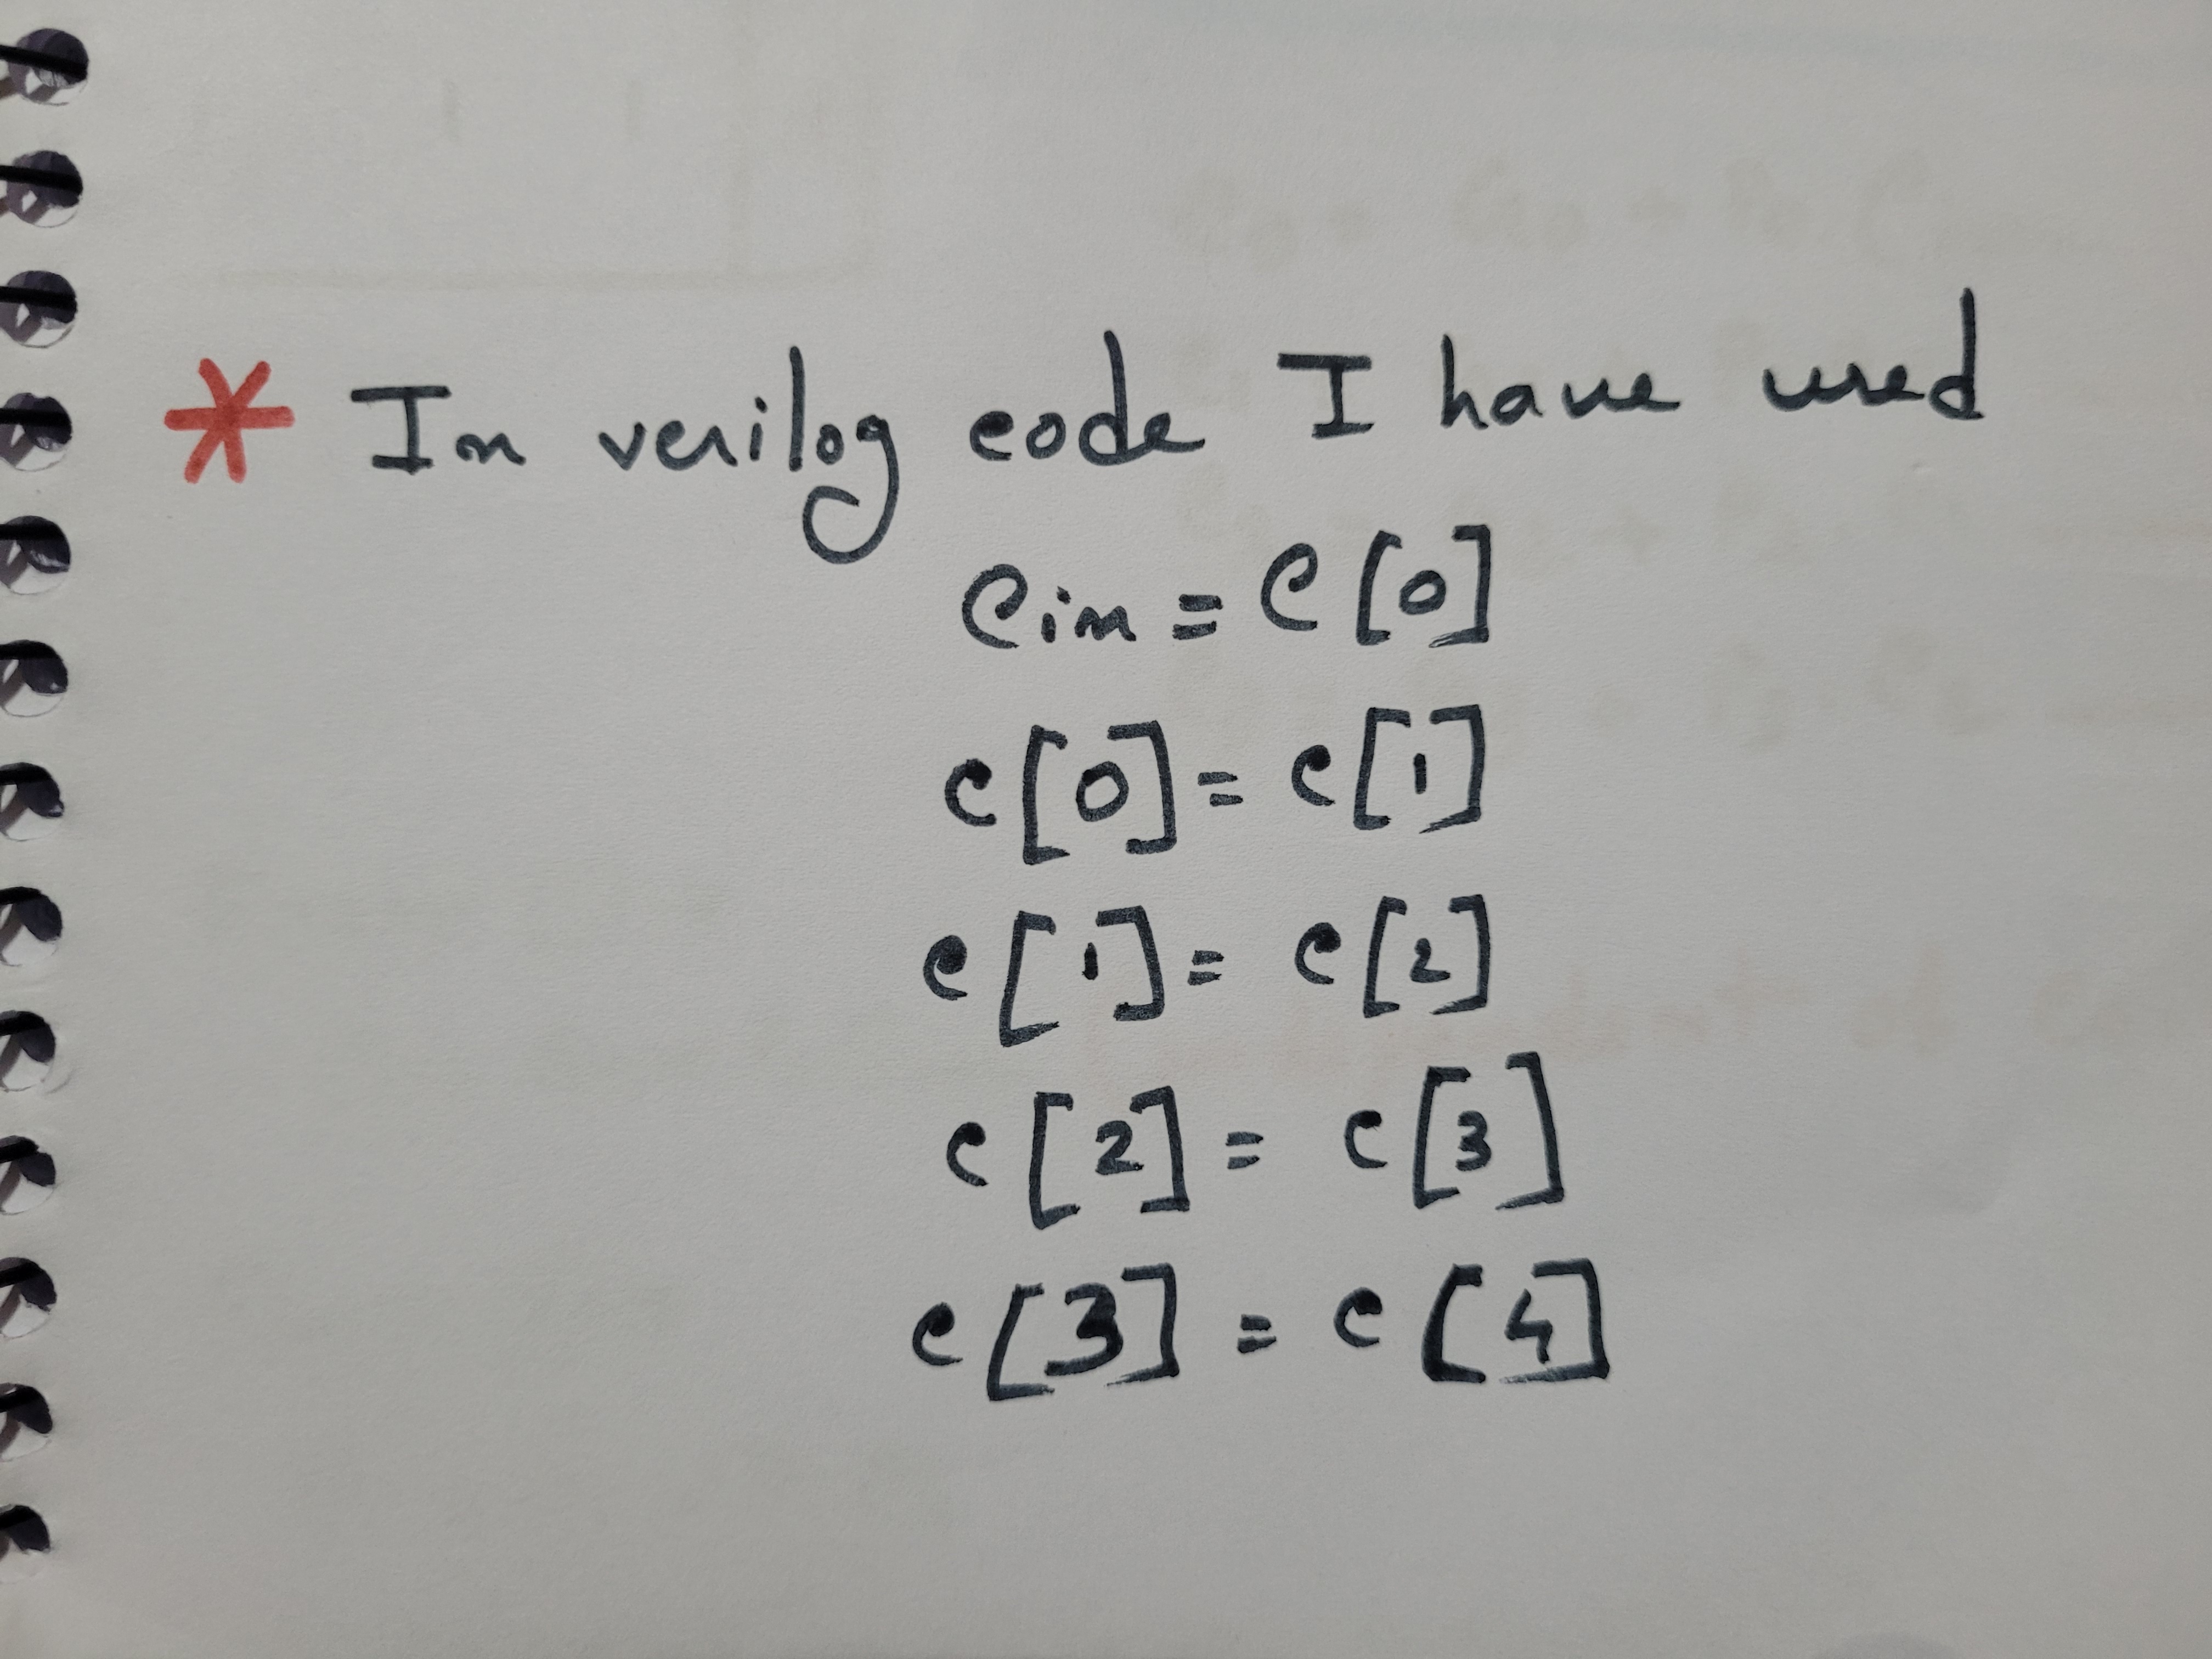 * In verilog code I have used
Cin = C[0]
c[0] = c[1]
c[1] = c[2]
c[2] = c[3]
c[3] = c[4]